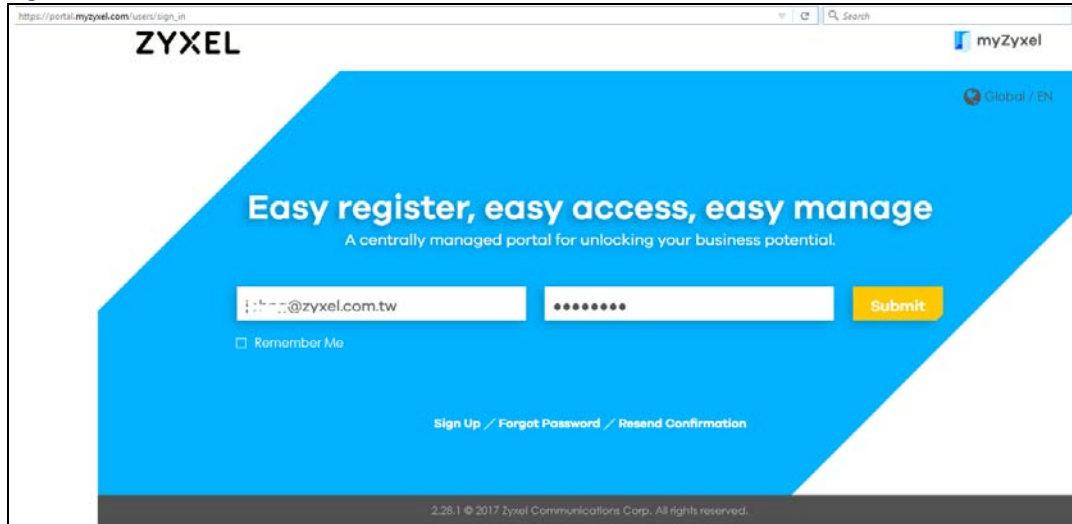 https://portal.myzyxel.com/users/sign_in
Search
ZYXEL
myZyxel
Global / EN
Easy register, easy access, easy manage
A centrally managed portal for unlocking your business potential.
@zyxel.com.tw
Submit
Remember Me
Sign Up / Forgot Password / Resend Confirmation
2.28.1 © 2017 Zyxel Communications Corp. All rights reserved.